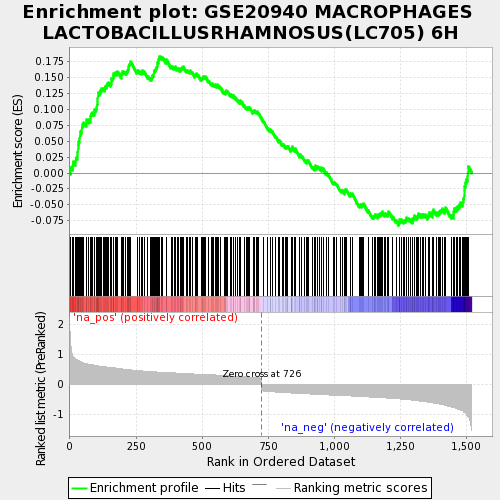 Enrichment plot: GSE20940 MACROPHAGES
LACTOBACILLUSRHAMNOSUS(LC705) 6H
Enrichment score (ES)
0.175
0.150
0.125
0.100
0.075
0.050
0.025
0.000
-0.025
-0.050
-0.075
'na_pos' (positively correlated)
Ranked list metric (PreRanked)
2
1
0
-1
Zero cross at 726
'na_neg' (negatively correlated)
0
250
500
750
1,000
1,250
1,500
Rank in Ordered Dataset
Enrichment profile
Hits
Ranking metric scores